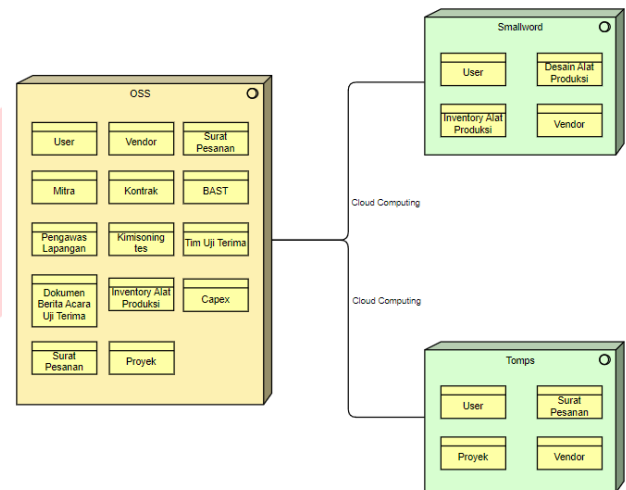 Smallword
User
Desain Alat
Produksi
Inventory Alat
Produksi
Vendor
OSS
User
Vendor
Surat
Pesanan
Mitra
Kontrak
BAST
Pengawas
Lapangan
Kimisoning
tes
Tim Uji Terima
Dokumen
Berita Acara
Uji Terima
Inventory Alat
Produksi
Capex
Surat
Pesanan
Proyek
Cloud Computing
Cloud Computing
Tomps
User
Surat
Pesanan
Proyek
Vendor